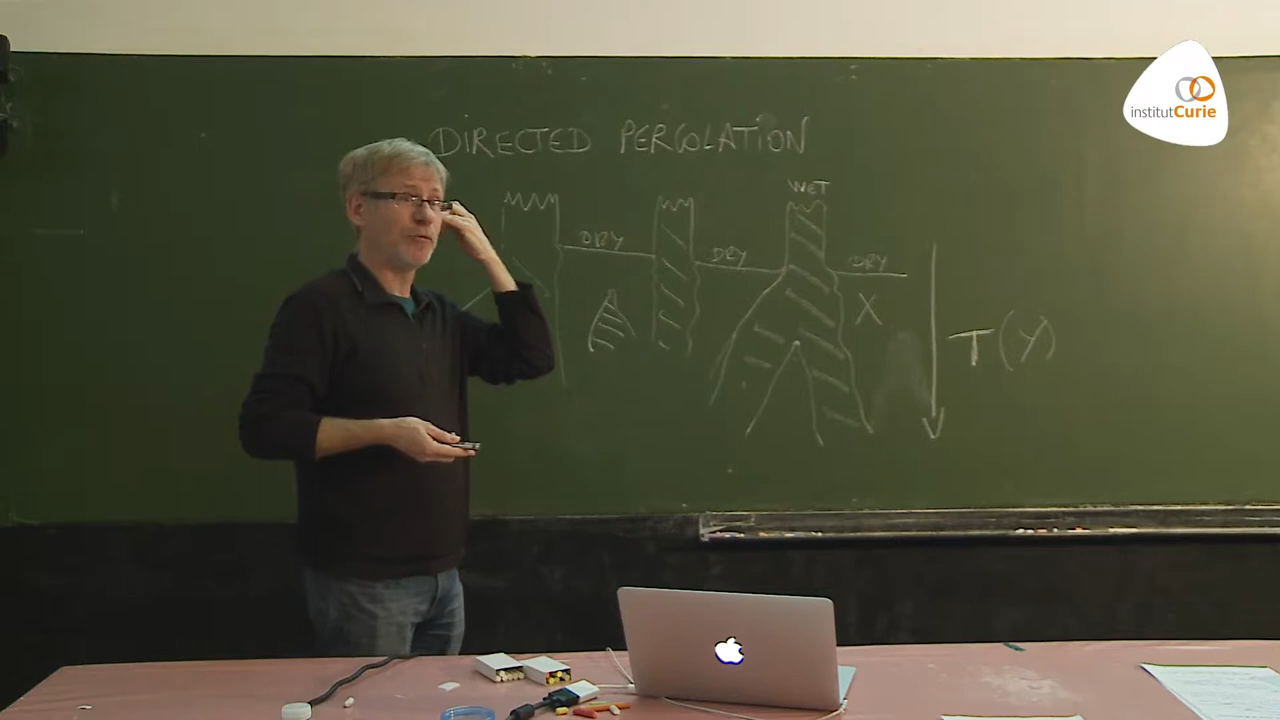 institutCurie
DIRECTED PERCOLATION
WET
DRY
DRY
DRY
X
T(Y)